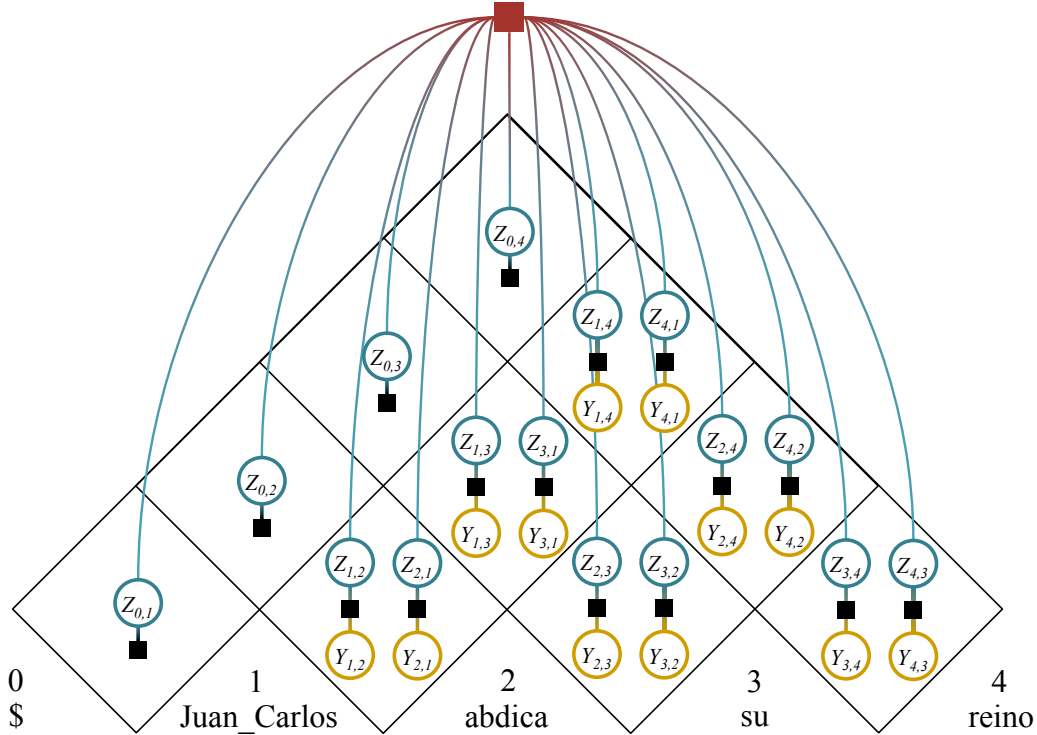 Z0,4
Z1,4 Z4,1
Z0,3
Y1,4 Y4,1
Z1,3 Z3,1 Z2,4 Z4,2
Z0,2
Y1,3 Y3,1 Y2,4 Y4,2
Z1,2 Z2,1 Z2,3 Z3,2 Z3,4 Z4,3
Z0,1
Y1,2 Y2,1 Y2,3 Y3,2 Y3,4 Y4,3
0 1 2 3 4
$ Juan_Carlos abdica su reino